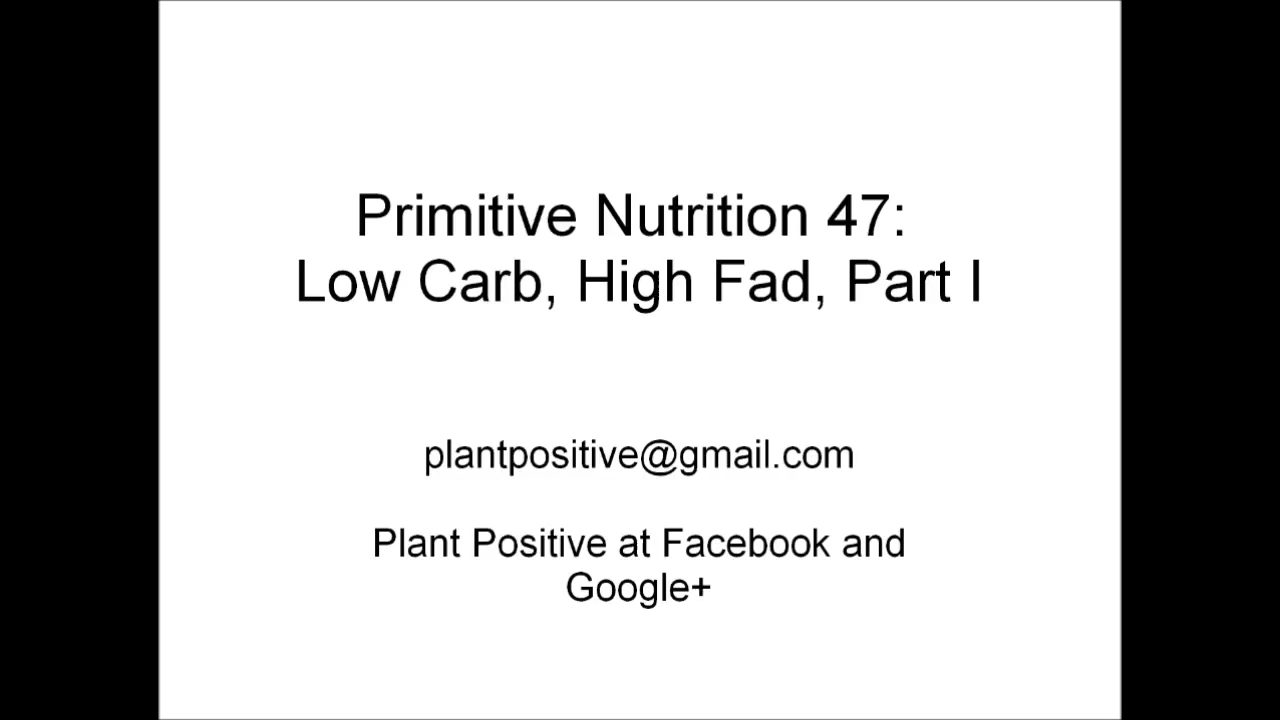 Primitive Nutrition 47:
Low Carb, High Fad, Part I
plantpositive@gmail.com
Plant Positive at Facebook and
Google+